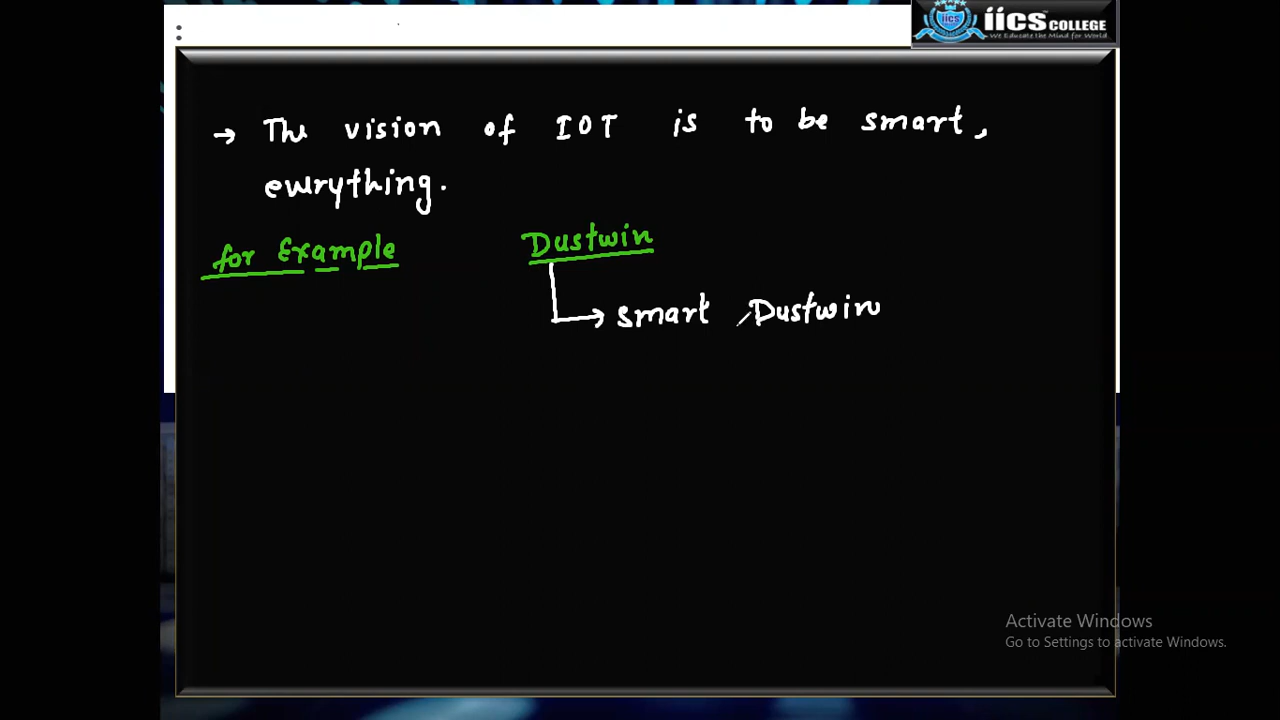 :
iics COLLEGE
We Educate the Mind for World
→ The vision of IOT is to be smart,
everything.
for Example
Dustwin
→ smart Dustwin
Activate Windows
Go to Settings to activate Windows.